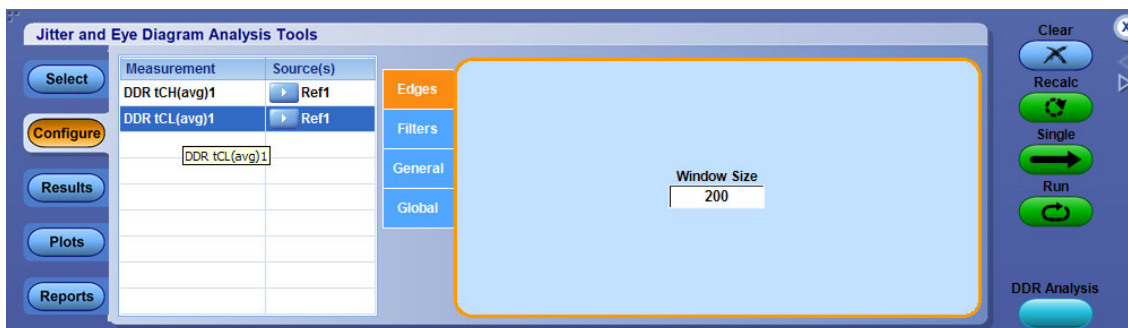 Jitter and Eye Diagram Analysis Tools
Select
Configure
Results
Plots
Reports
Measurement Source(s)
DDR tCH(avg)1 Ref1
DDR tCL(avg)1 Ref1
DDR tCL(avg)1
Edges
Filters
General
Global
Window Size
200
Clear
X
Recalc
Single
Run
DDR Analysis